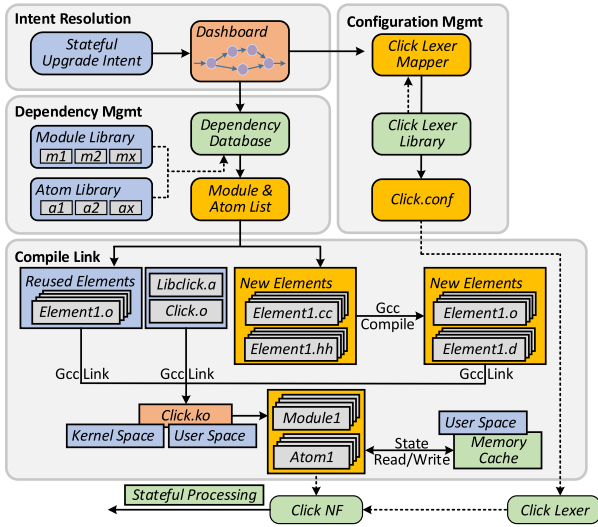 Intent Resolution
Stateful
Upgrade Intent
Dashboard
Configuration Mgmt
Click Lexer
Mapper
Click Lexer
Library
Click.conf
Dependency Mgmt
Module Library
m1 m2 mx
Atom Library
a1 a2 ax
Dependency
Database
Module &
Atom List
Compile Link
Reused Elements
Element1.o
Libclick.a
Click.o
New Elements
Element1.cc
Element1.hh
Gcc
Compile
New Elements
Element1.o
Element1.d
Gcc Link
Gcc Link
Gcc Link
Click.ko
Kernel Space
User Space
Module1
Atom1
State
Read/Write
User Space
Memory
Cache
Stateful Processing
Click NF
Click Lexer